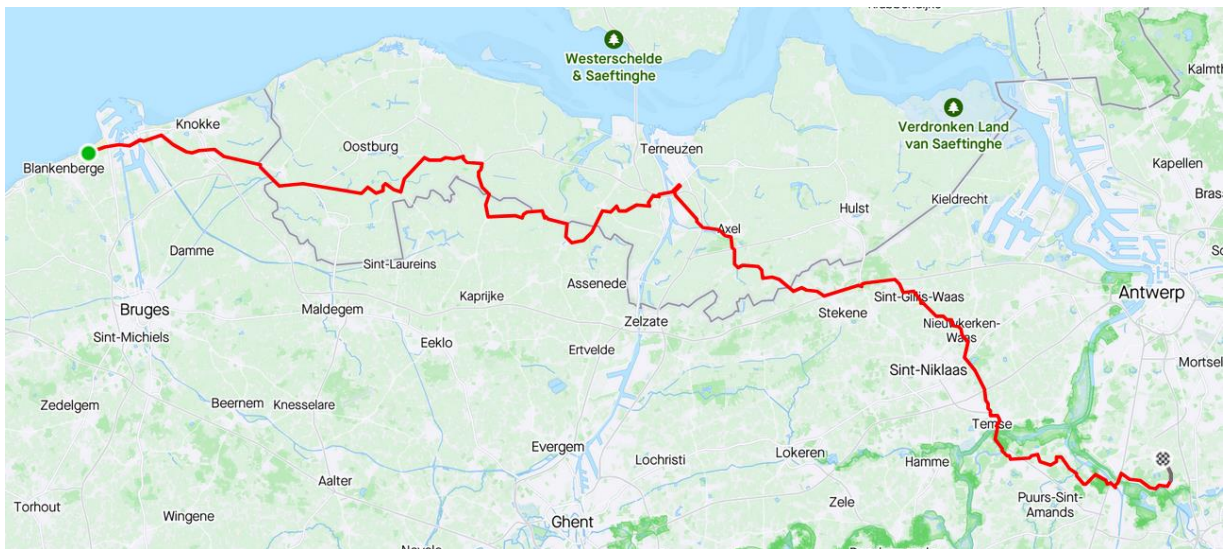 Kalmth
Westerschelde
& Saeftinghe
Knokke
Verdronken Land
van Saeftinghe
Oostburg
Terneuzen
Blankenberge
Kapellen
Kieldrecht
Bras
Hulst
Axel
Damme
Sint-Laureins
Assenede
Kaprijke
Antwerp
Sint-Gillis-Waas
Bruges
Maldegem
Stekene
Zelzate
Nieuwkerken-
Waas
Sint-Michiels
Eeklo
Ertvelde
Mortsel
Sint-Niklaas
Zedelgem
Beernem
Knesselare
Temse
Evergem
Lochristi
Lokeren
Hamme
Aalter
Puurs-Sint-
Amands
Zele
Torhout
Wingene
Ghent